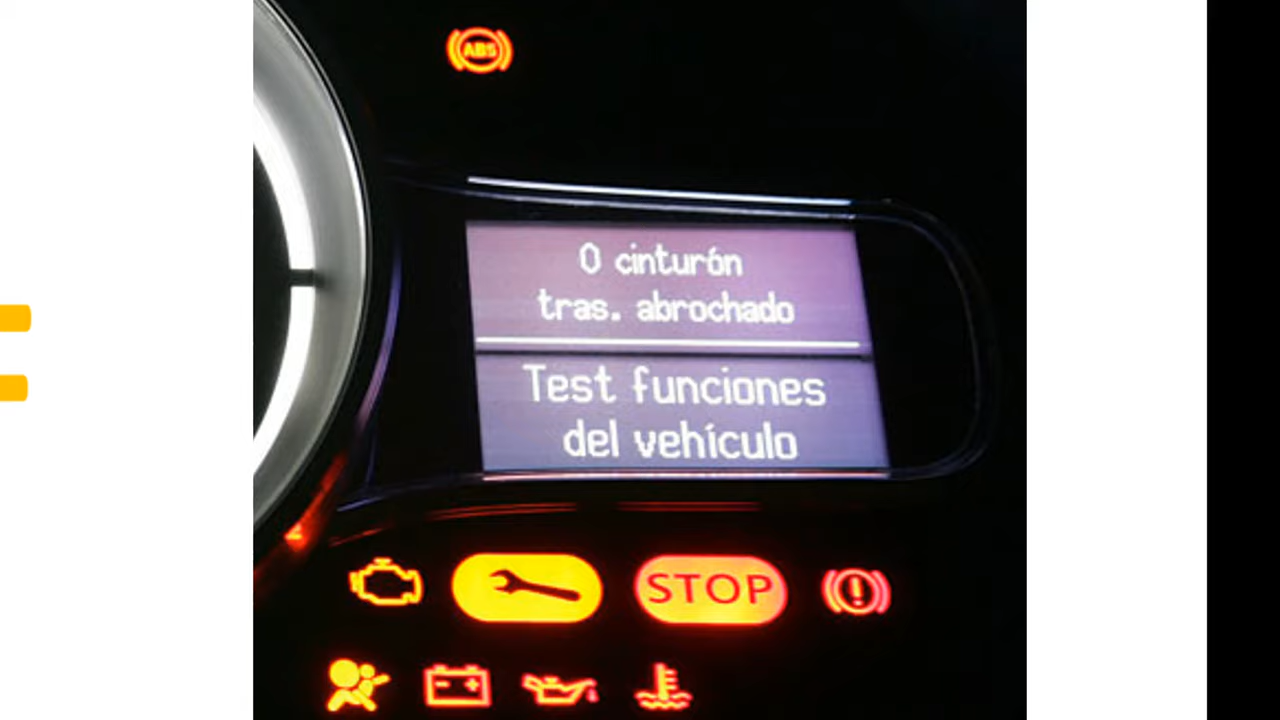 ABS
0 cinturón
tras. abrochado
Test funciones
del vehículo
STOP